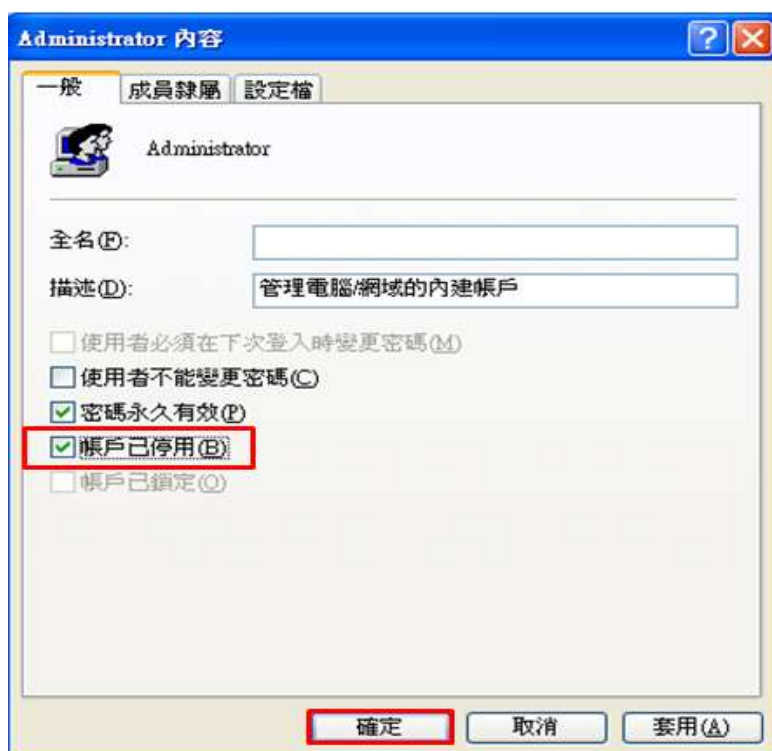 Administrator 內容
一般 成員隸屬 設定檔
Administrator
全名(F):
描述(D): 管理電腦/網域的內建帳戶
使用者必須在下次登入時變更密碼(M)
使用者不能變更密碼(C)
密碼永久有效(P)
帳戶已停用(B)
帳戶已鎖定(O)
確定 取消 套用(A)